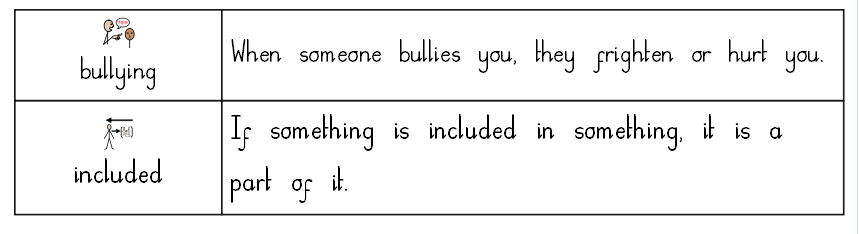 bullying
When someone bullies you, they frighten or hurt you.
included
If something is included in something, it is a
part of it.